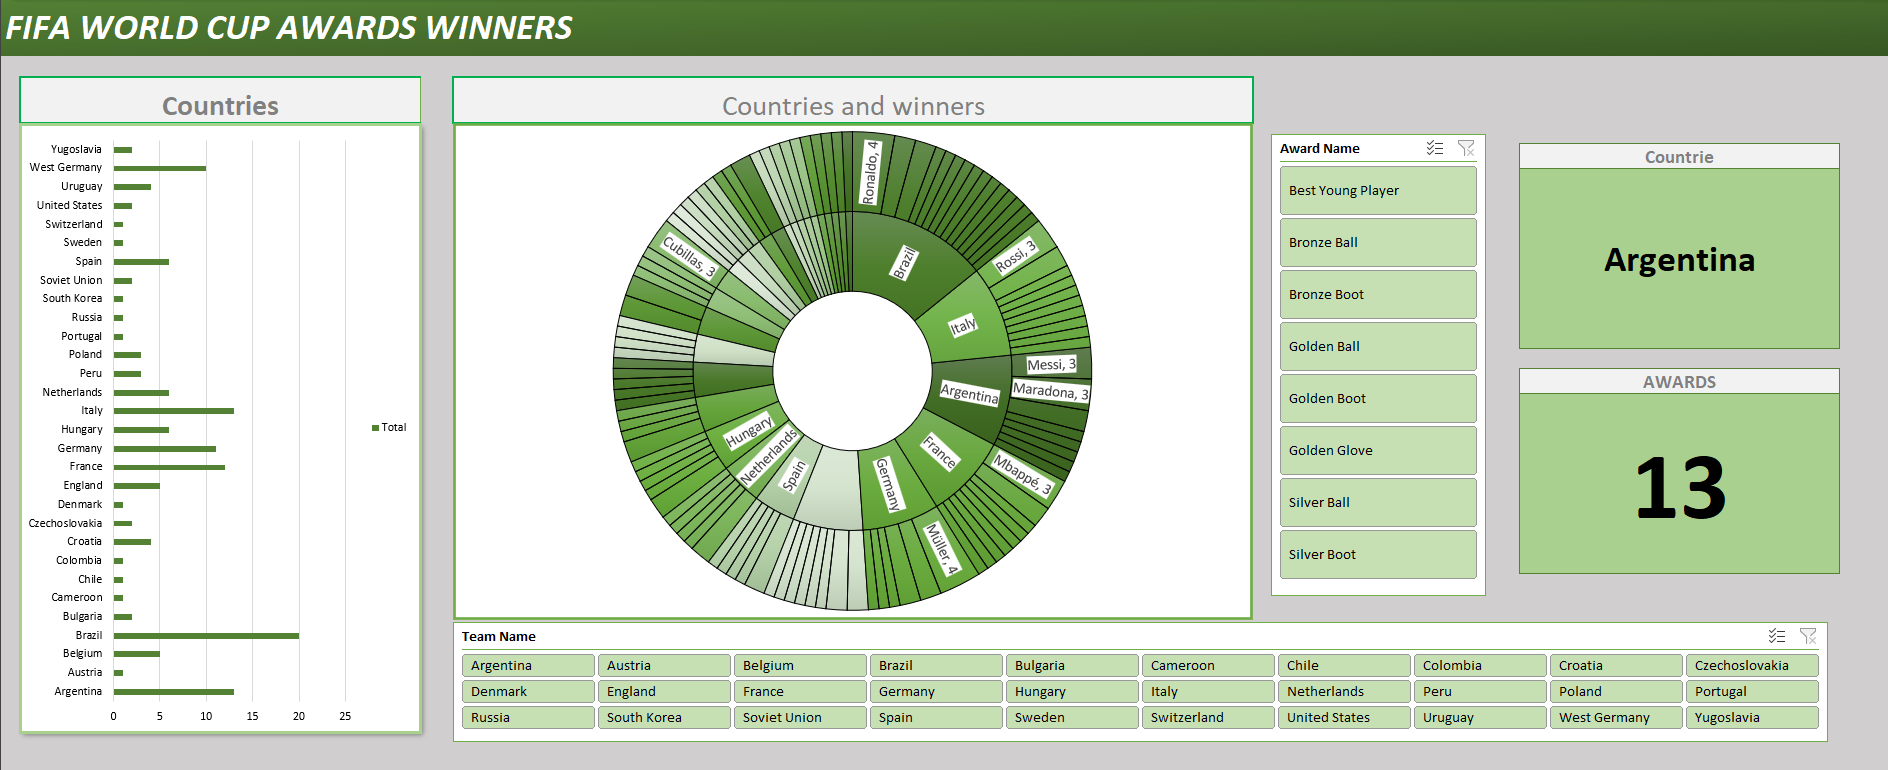 FIFA WORLD CUP AWARDS WINNERS
Countries
Yugoslavia
West Germany
Uruguay
United States
Switzerland
Sweden
Spain
Soviet Union
South Korea
Russia
Portugal
Poland
Peru
Netherlands
Italy
Hungary
Germany
France
England
Denmark
Czechoslovakia
Croatia
Colombia
Chile
Cameroon
Bulgaria
Brazil
Belgium
Austria
Argentina
0 5 10 15 20 25
Total
Countries and winners
Ronaldo, 4
Brazil
Rossi, 3
Italy
Messi, 3
Maradona, 3
Argentina
Mbappé, 3
France
Müller, 4
Germany
Spain
Netherlands
Hungary
Cubillas, 3
Award Name
Best Young Player
Bronze Ball
Bronze Boot
Golden Ball
Golden Boot
Golden Glove
Silver Ball
Silver Boot
Countrie
Argentina
AWARDS
13
Team Name
Argentina Austria Belgium Brazil Bulgaria Cameroon Chile Colombia Croatia Czechoslovakia
Denmark England France Germany Hungary Italy Netherlands Peru Poland Portugal
Russia South Korea Soviet Union Spain Sweden Switzerland United States Uruguay West Germany Yugoslavia